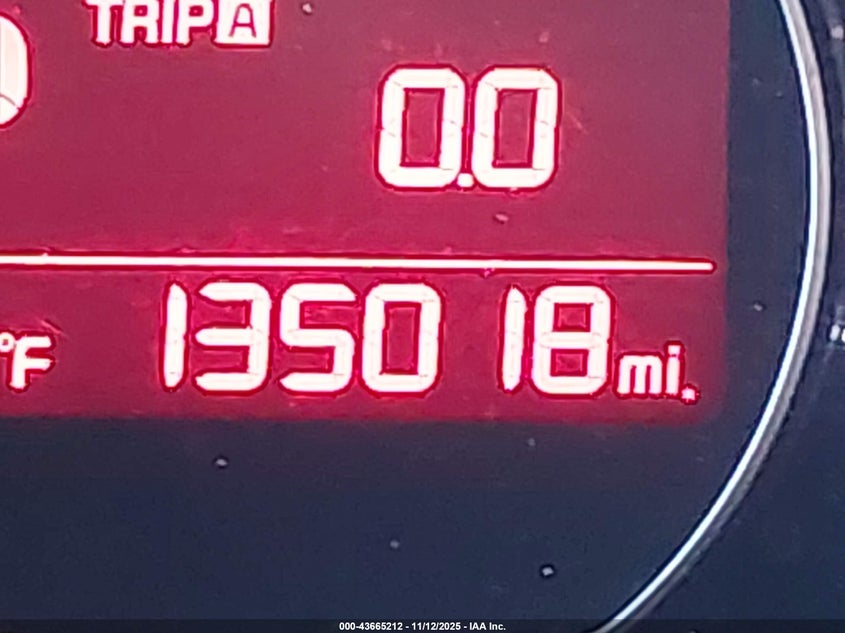 TRIP A
0.0
°F 135018 mi.
000-43665212 - 11/12/2025 - IAA Inc.